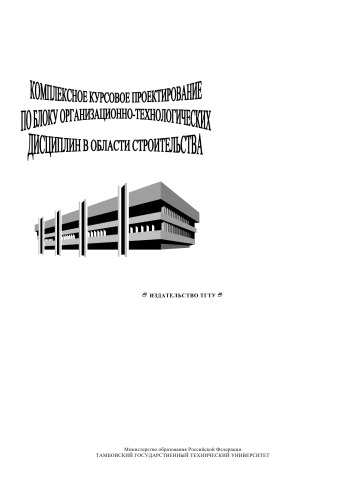 КОМПЛЕКСНОЕ КУРСОВОЕ ПРОЕКТИРОВАНИЕ
ПО БЛОКУ ОРГАНИЗАЦИОННО-ТЕХНОЛОГИЧЕСКИХ
ДИСЦИПЛИН В ОБЛАСТИ СТРОИТЕЛЬСТВА
ИЗДАТЕЛЬСТВО ТГТУ
Министерство образования Российской Федерации
ТАМБОВСКИЙ ГОСУДАРСТВЕННЫЙ ТЕХНИЧЕСКИЙ УНИВЕРСИТЕТ